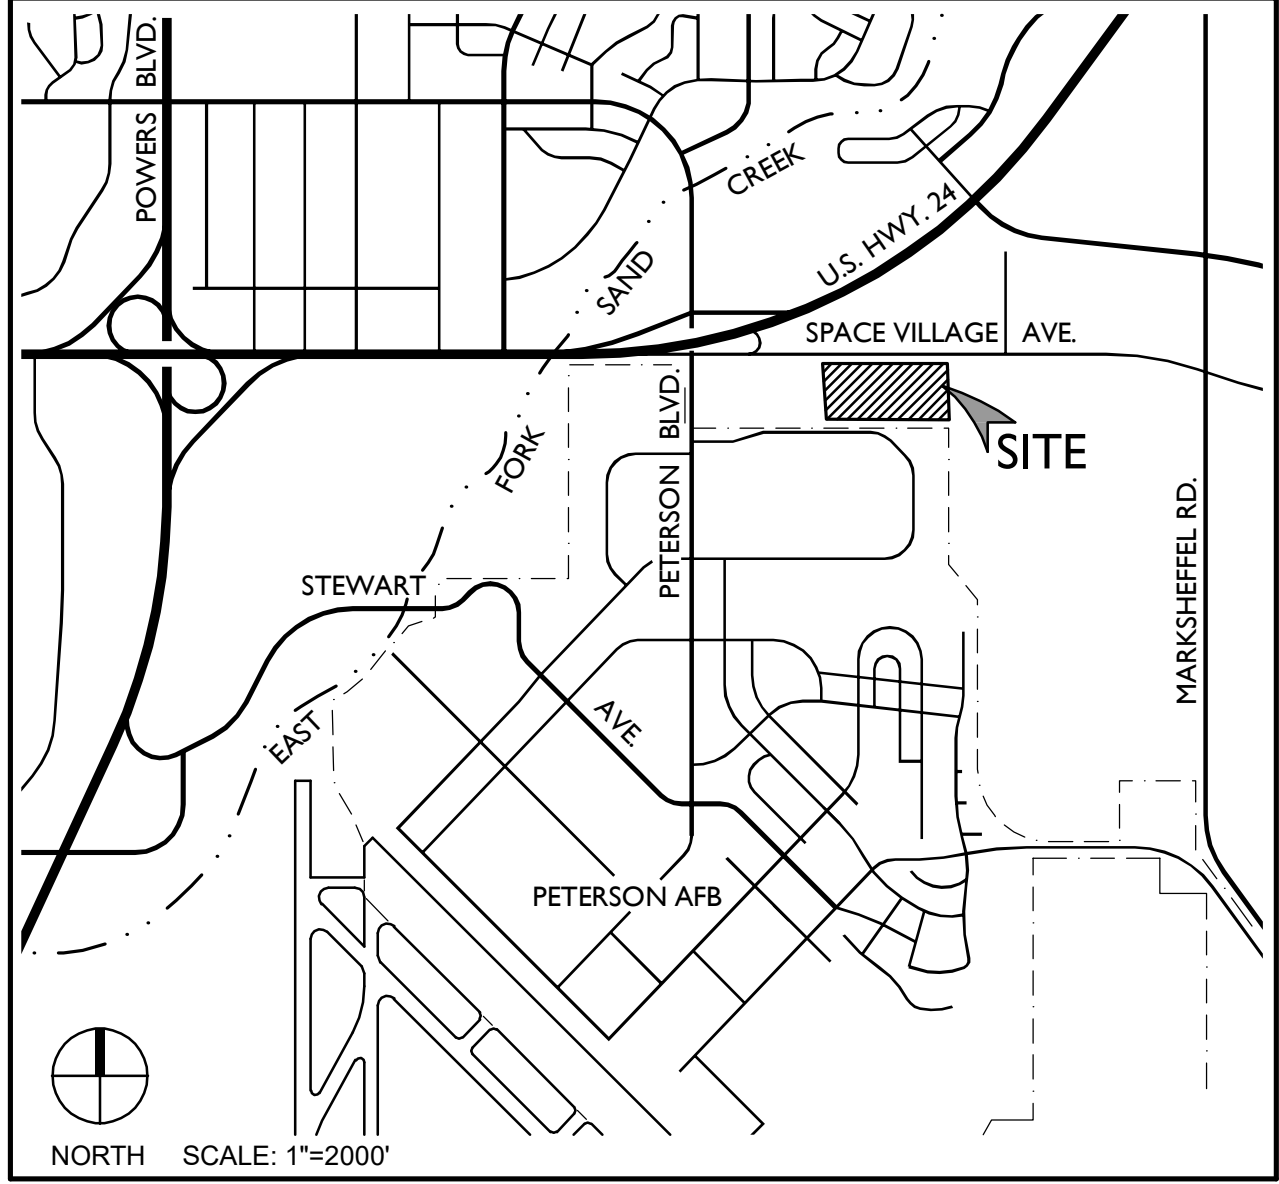 POWERS BLVD.
CREEK
SAND
U.S. HWY. 24
SPACE VILLAGE AVE.
FORK
PETERSON BLVD.
SITE
MARKSHEFFEL RD.
STEWART
AVE.
EAST
PETERSON AFB
NORTH SCALE: 1"=2000'